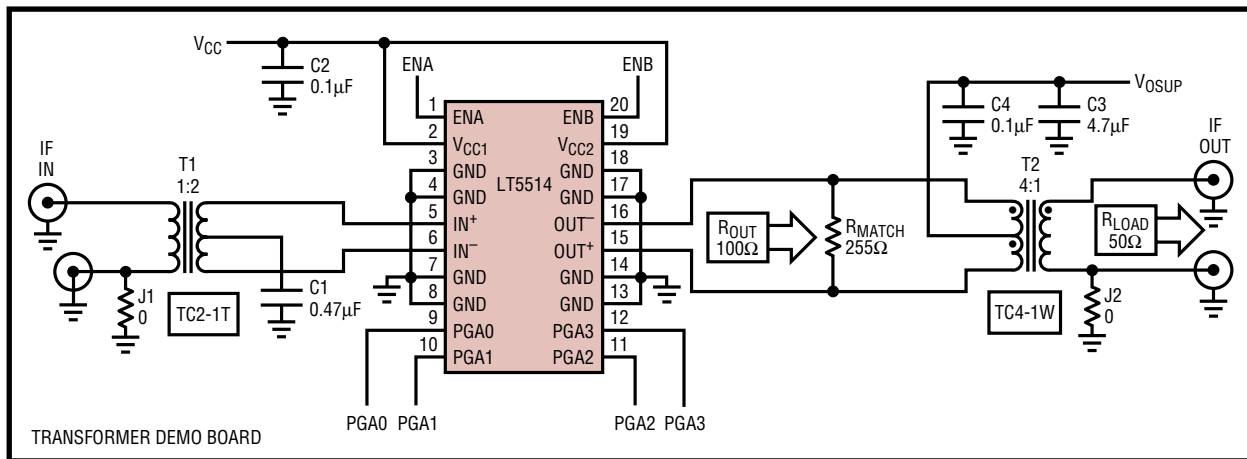 VCC
C2
0.1µF
ENA
ENB
VOSUP
C4
0.1µF
C3
4.7µF
IF
IN
T1
1:2
J1
0
TC2-1T
C1
0.47µF
LT5514
1
ENA
2
VCC1
3
GND
4
GND
5
IN+
6
IN–
7
GND
8
GND
9
PGA0
10
PGA1
20
ENB
19
VCC2
18
GND
17
GND
16
OUT–
15
OUT+
14
GND
13
GND
12
PGA3
11
PGA2
PGA0 PGA1
PGA2 PGA3
ROUT
100Ω
RMATCH
255Ω
T2
4:1
TC4-1W
RLOAD
50Ω
IF
OUT
J2
0
TRANSFORMER DEMO BOARD